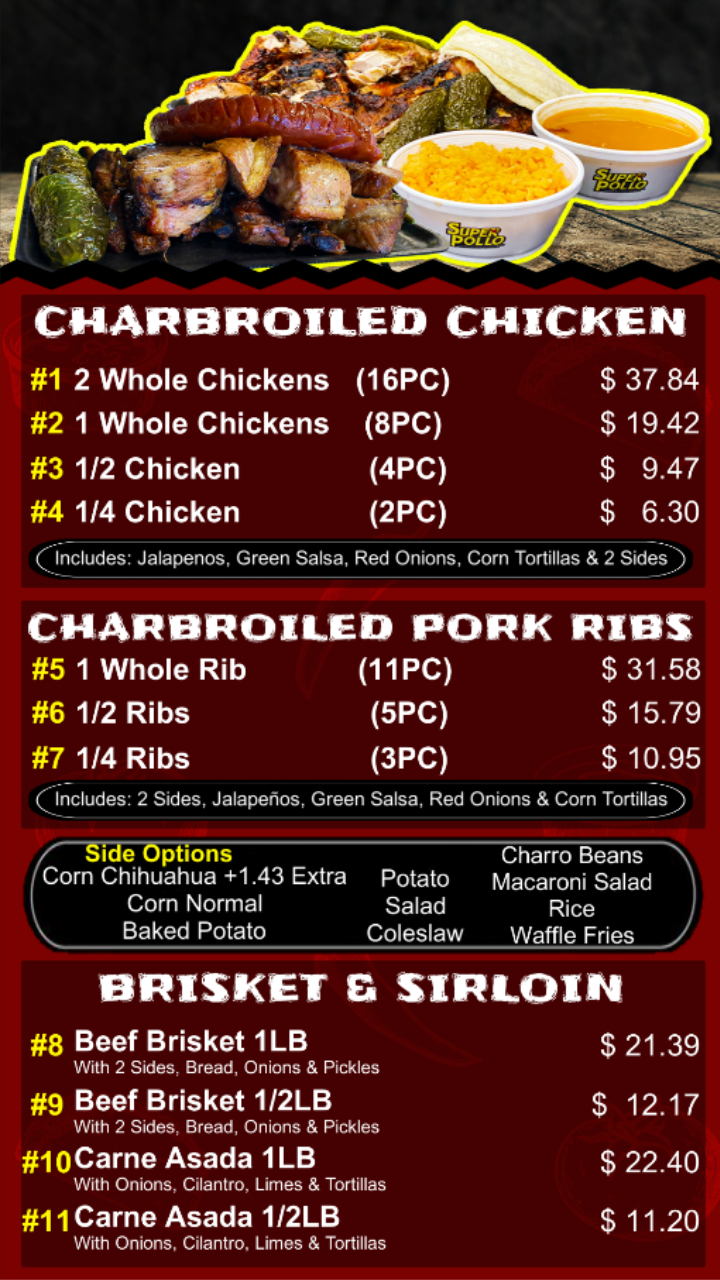 SUPER
POLLO
SUPER
POLLO
CHARBROILED CHICKEN
#1 2 Whole Chickens (16PC) $ 37.84
#2 1 Whole Chickens (8PC) $ 19.42
#3 1/2 Chicken (4PC) $ 9.47
#4 1/4 Chicken (2PC) $ 6.30
Includes: Jalapenos, Green Salsa, Red Onions, Corn Tortillas & 2 Sides
CHARBROILED PORK RIBS
#5 1 Whole Rib (11PC) $ 31.58
#6 1/2 Ribs (5PC) $ 15.79
#7 1/4 Ribs (3PC) $ 10.95
Includes: 2 Sides, Jalapeños, Green Salsa, Red Onions & Corn Tortillas
Side Options
Corn Chihuahua +1.43 Extra
Corn Normal
Baked Potato
Potato
Salad
Coleslaw
Charro Beans
Macaroni Salad
Rice
Waffle Fries
BRISKET & SIRLOIN
#8 Beef Brisket 1LB $ 21.39
With 2 Sides, Bread, Onions & Pickles
#9 Beef Brisket 1/2LB $ 12.17
With 2 Sides, Bread, Onions & Pickles
#10 Carne Asada 1LB $ 22.40
With Onions, Cilantro, Limes & Tortillas
#11 Carne Asada 1/2LB $ 11.20
With Onions, Cilantro, Limes & Tortillas